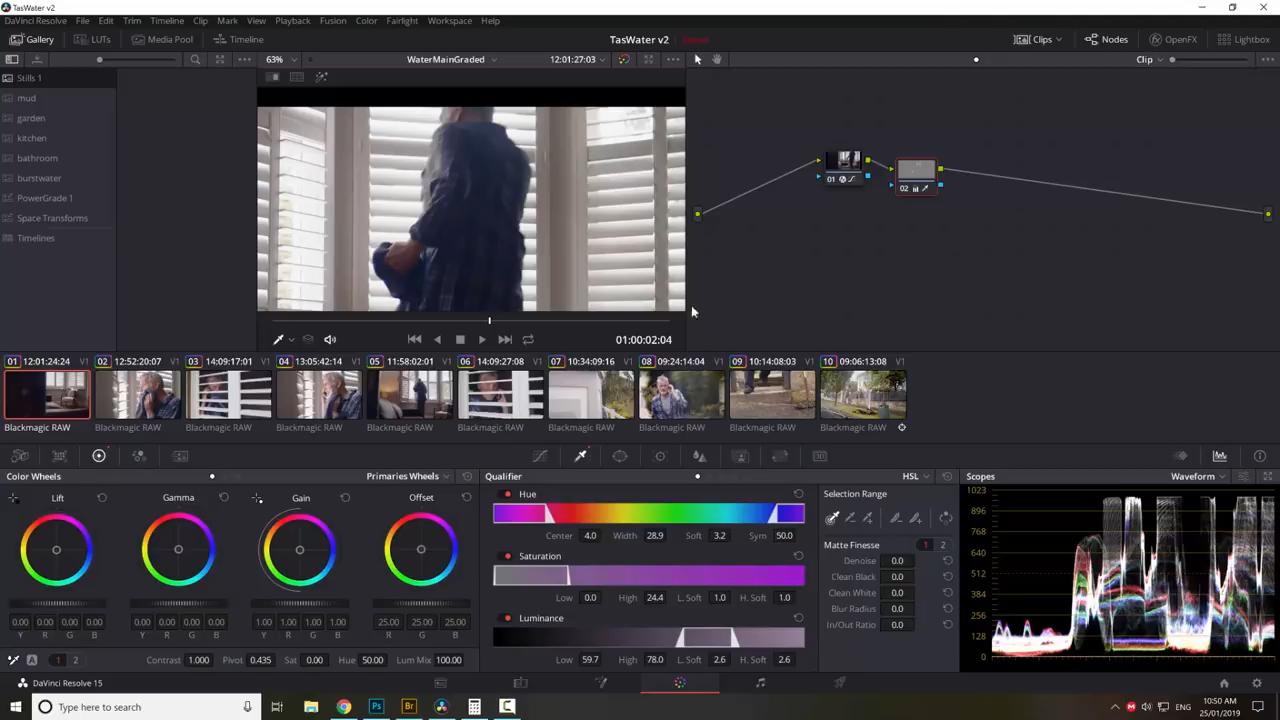 TasWater v2
DaVinci Resolve File Edit Trim Timeline Clip Mark View Playback Fusion Color Fairlight Workspace Help
Gallery LUTs Media Pool Timeline TasWater v2 Clips Nodes OpenFX Lightbox
63% WaterMainGraded 12:01:27:03 Clip
Stills 1
mud
garden
kitchen
bathroom
burstwater
PowerGrade 1
Space Transforms
Timelines
01
02
01:00:02:04
01 12:01:24:24 V1 02 12:52:20:07 V1 03 14:09:17:01 V1 04 13:05:42:14 V1 05 11:58:02:01 V1 06 14:09:27:08 V1 07 10:34:09:16 V1 08 09:24:14:04 V1 09 10:14:08:03 V1 10 09:06:13:08 V1
Blackmagic RAW Blackmagic RAW Blackmagic RAW Blackmagic RAW Blackmagic RAW Blackmagic RAW Blackmagic RAW Blackmagic RAW Blackmagic RAW Blackmagic RAW
Color Wheels Primaries Wheels Qualifier HSL Scopes Waveform
Lift Gamma Gain Offset
Hue
Center 4.0 Width 28.9 Soft 3.2 Sym 50.0
Saturation
Low 0.0 High 24.4 L. Soft 1.0 H. Soft 1.0
Luminance
Low 59.7 High 78.0 L. Soft 2.6 H. Soft 2.6
Selection Range
Matte Finesse 1 2
Denoise 0.0
Clean Black 0.0
Clean White 0.0
Blur Radius 0.0
In/Out Ratio 0.0
1023
896
768
640
512
384
256
128
0
0.00 0.00 0.00 0.00 0.00 0.00 0.00 0.00 1.00 1.00 1.00 25.00 25.00 25.00
Y R G B Y R G B Y R G B R G B
A 1 2 Contrast 1.000 Pivot 0.435 Sat 0.00 Hue 50.00 Lum Mix 100.00
DaVinci Resolve 15
Type here to search
ENG
10:50 AM
25/01/2019